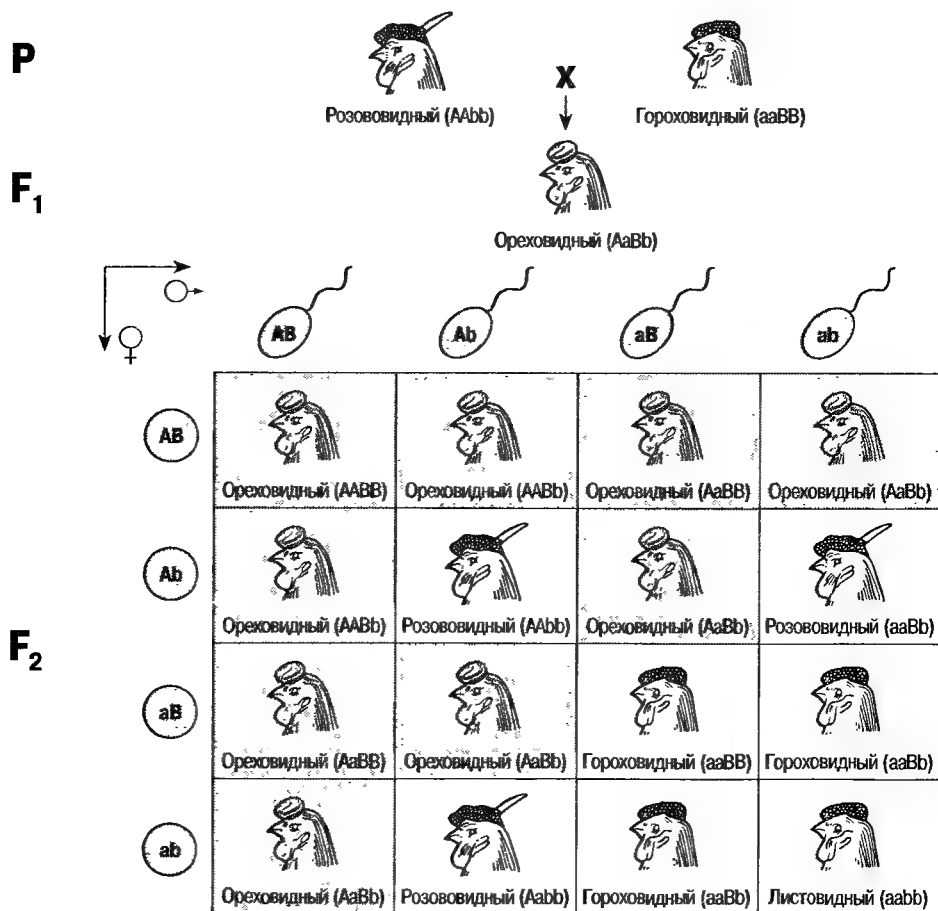 P
X
Розововидный (AAbb)
Гороховидный (aaBB)
F1
Ореховидный (AaBb)
AB Ab aB ab
AB
Ореховидный (AABB) Ореховидный (AABb) Ореховидный (AaBB) Ореховидный (AaBb)
Ab
Ореховидный (AABb) Розововидный (AAbb) Ореховидный (AaBb) Розововидный (aaBb)
F2
aB
Ореховидный (AaBB) Ореховидный (AaBb) Гороховидный (aaBB) Гороховидный (aaBb)
ab
Ореховидный (AaBb) Розововидный (Aabb) Гороховидный (aaBb) Листовидный (aabb)